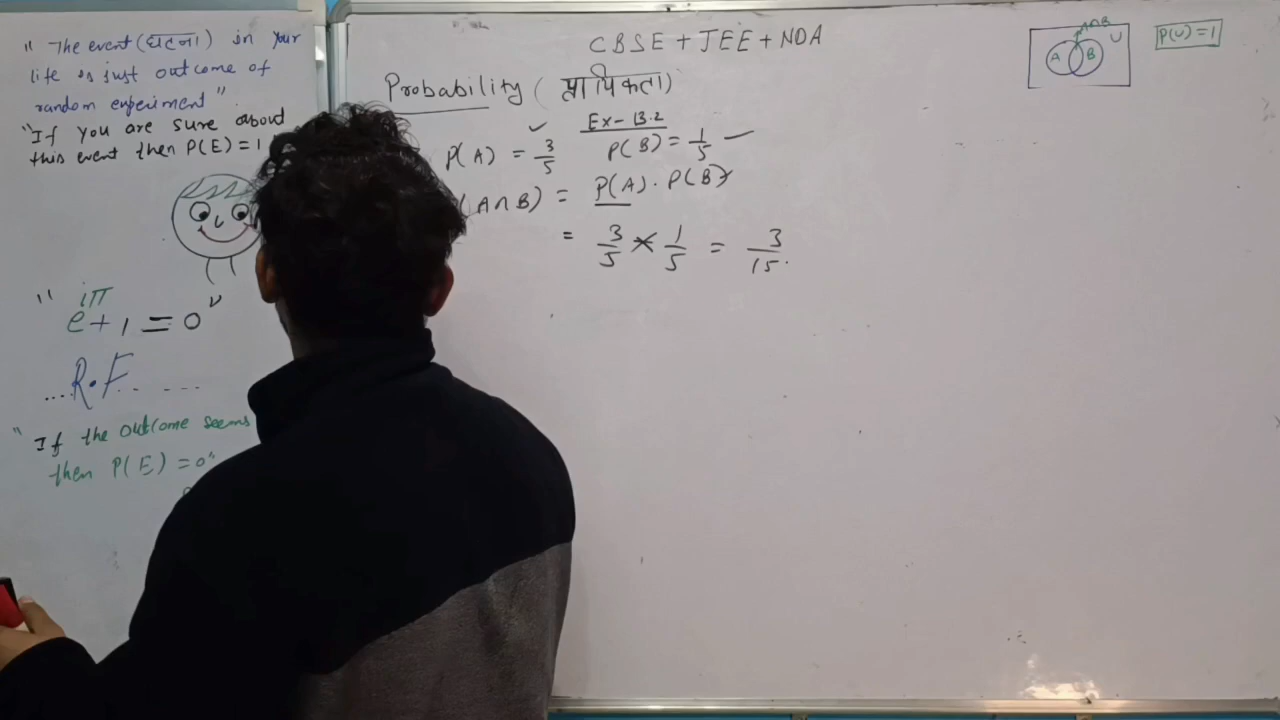 " The event (घटना) in your
life is just outcome of
random experiment".
"If you are sure about
this event then P(E) = 1
" e^{iπ} + 1 = 0"
....R.F.. ---
" If the outcome seems
then P(E) = 0"
CBSE + JEE + NDA
Probability (प्रायिकता)
Ex-13.2
P(A) = 3/5 P(B) = 1/5
(A∩B) = P(A). P(B)
= 3/5 × 1/5 = 3/15.
A∩B
A B U
P(U) = 1